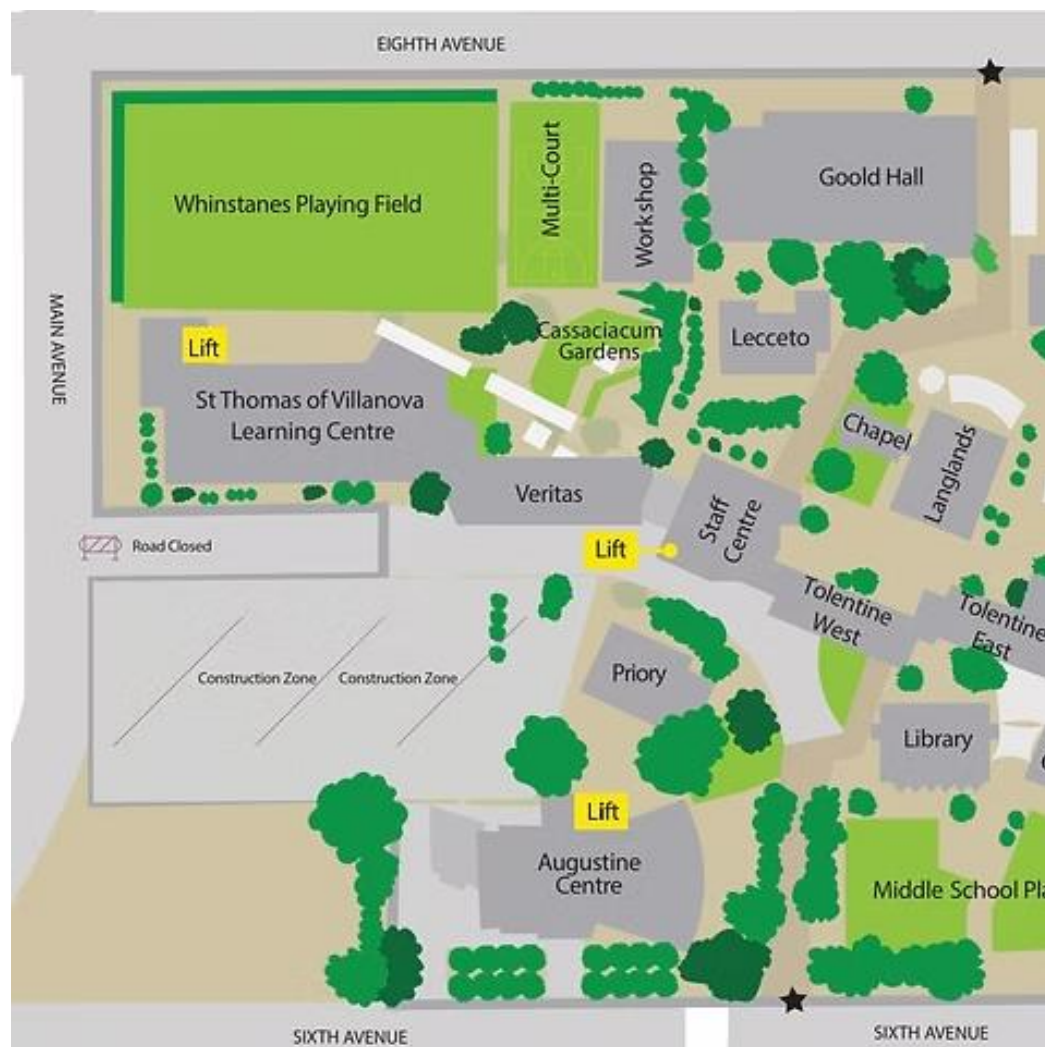 EIGHTH AVENUE
Whinstanes Playing Field
Multi-Court
Workshop
Goold Hall
MAIN AVENUE
Lift
Cassaciacum
Gardens
Lecceto
St Thomas of Villanova
Learning Centre
Chapel
Langlands
Veritas
Staff
Centre
Road Closed
Lift
Tolentine
West
Tolentine
East
Construction Zone
Construction Zone
Priory
Library
Lift
Augustine
Centre
Middle School Pla
SIXTH AVENUE
SIXTH AVENUE